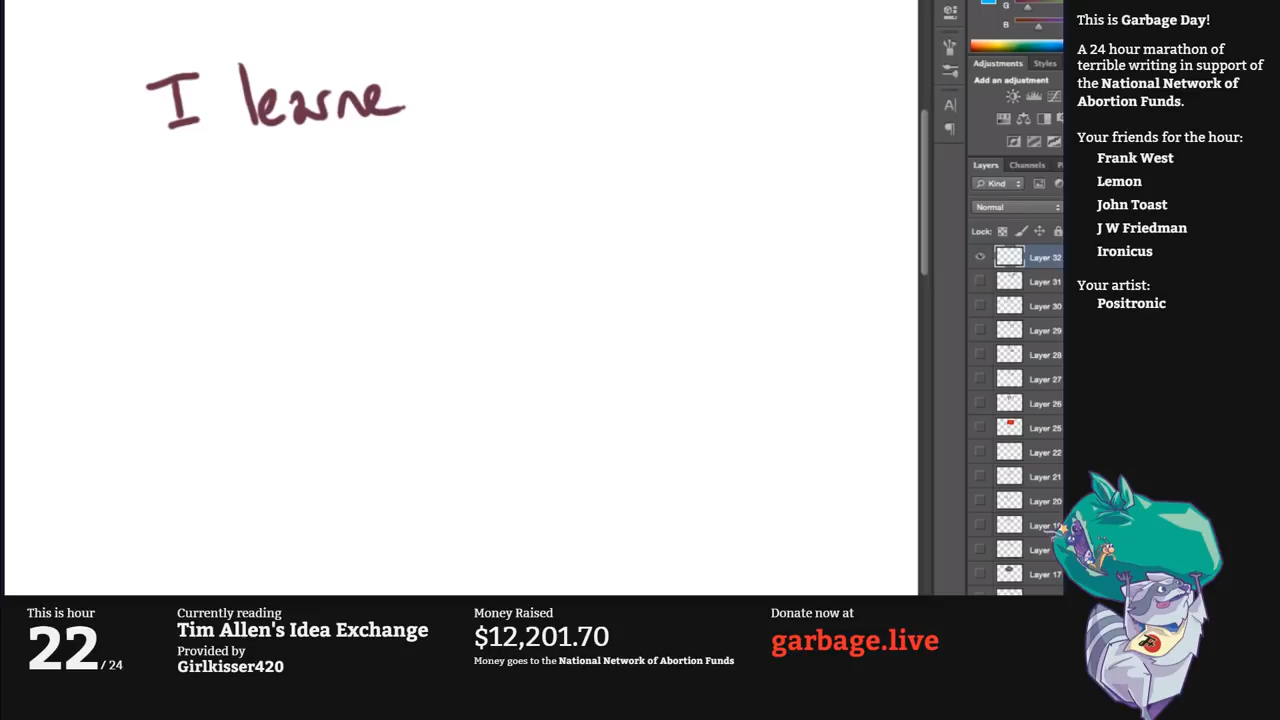 I learne
G
B
Adjustments Styles
Add an adjustment
A|
Layers Channels P
Kind
Normal
Lock:
Layer 32
Layer 31
Layer 30
Layer 29
Layer 28
Layer 27
Layer 26
Layer 25
Layer 22
Layer 21
Layer 20
Layer 19
Layer
Layer 17
This is Garbage Day!
A 24 hour marathon of
terrible writing in support of
the National Network of
Abortion Funds.
Your friends for the hour:
Frank West
Lemon
John Toast
J W Friedman
Ironicus
Your artist:
Positronic
This is hour
22 / 24
Currently reading
Tim Allen's Idea Exchange
Provided by
Girlkisser420
Money Raised
$12,201.70
Money goes to the National Network of Abortion Funds
Donate now at
garbage.live